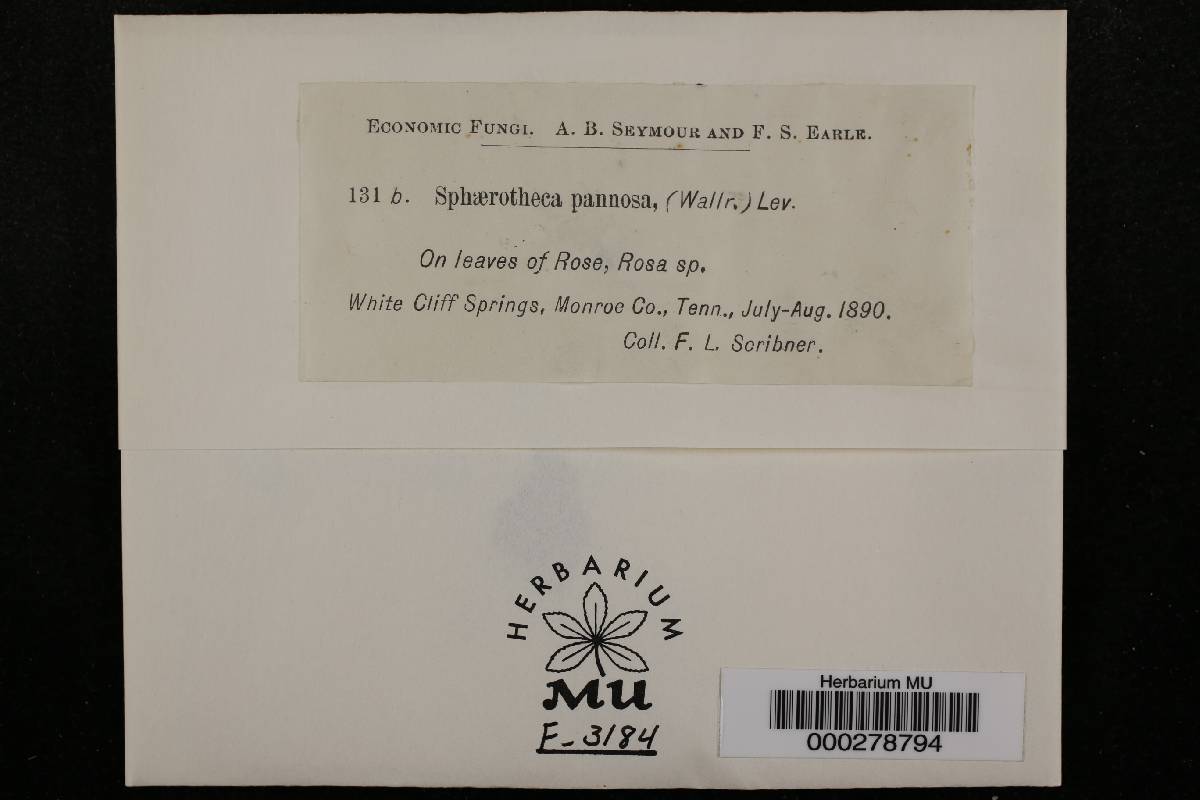 ECONOMIC FUNGI. A. B. SEYMOUR AND F. S. EARLE.
131 b. Sphærotheca pannosa, (Wallr.) Lev.
On leaves of Rose, Rosa sp.
White Cliff Springs, Monroe Co., Tenn., July-Aug. 1890.
Coll. F. L. Scribner.
HERBARIUM
MU
F-3184
Herbarium MU
000278794